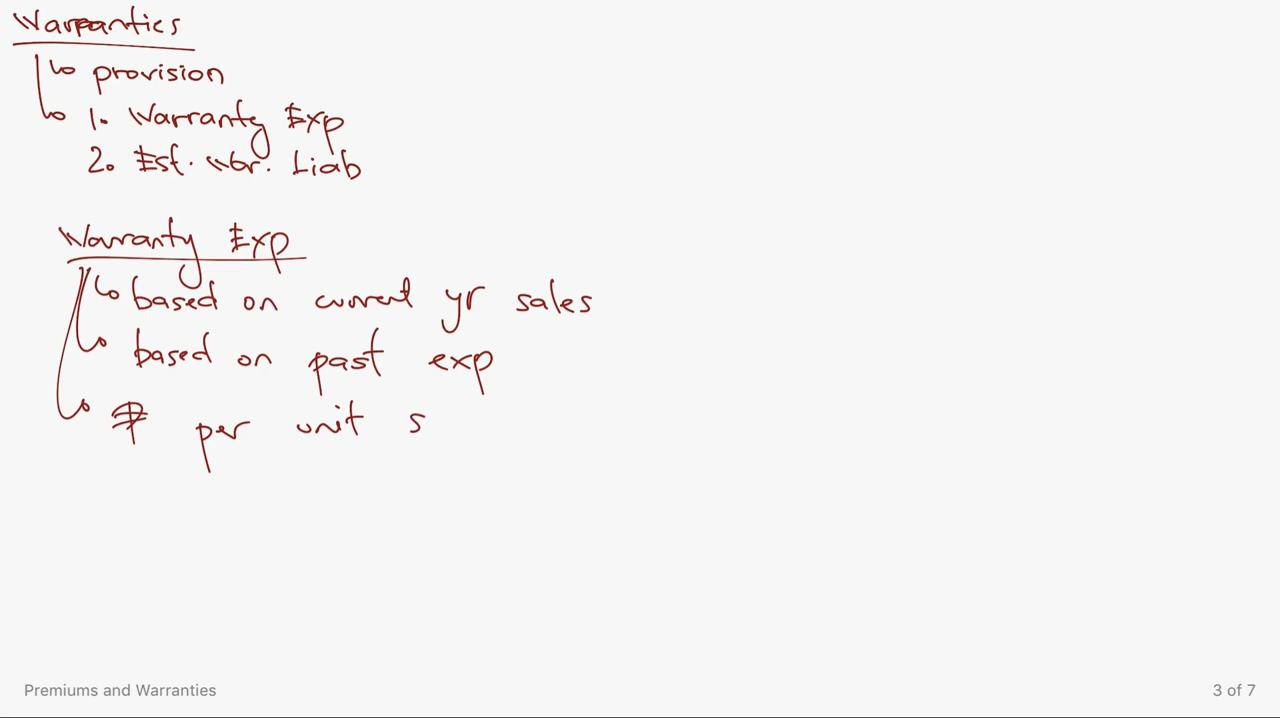 Warranties
provision
1. Warranty Exp
2. Est. War. Liab
Warranty Exp
based on current yr sales
based on past exp
₱ per unit s
Premiums and Warranties
3 of 7